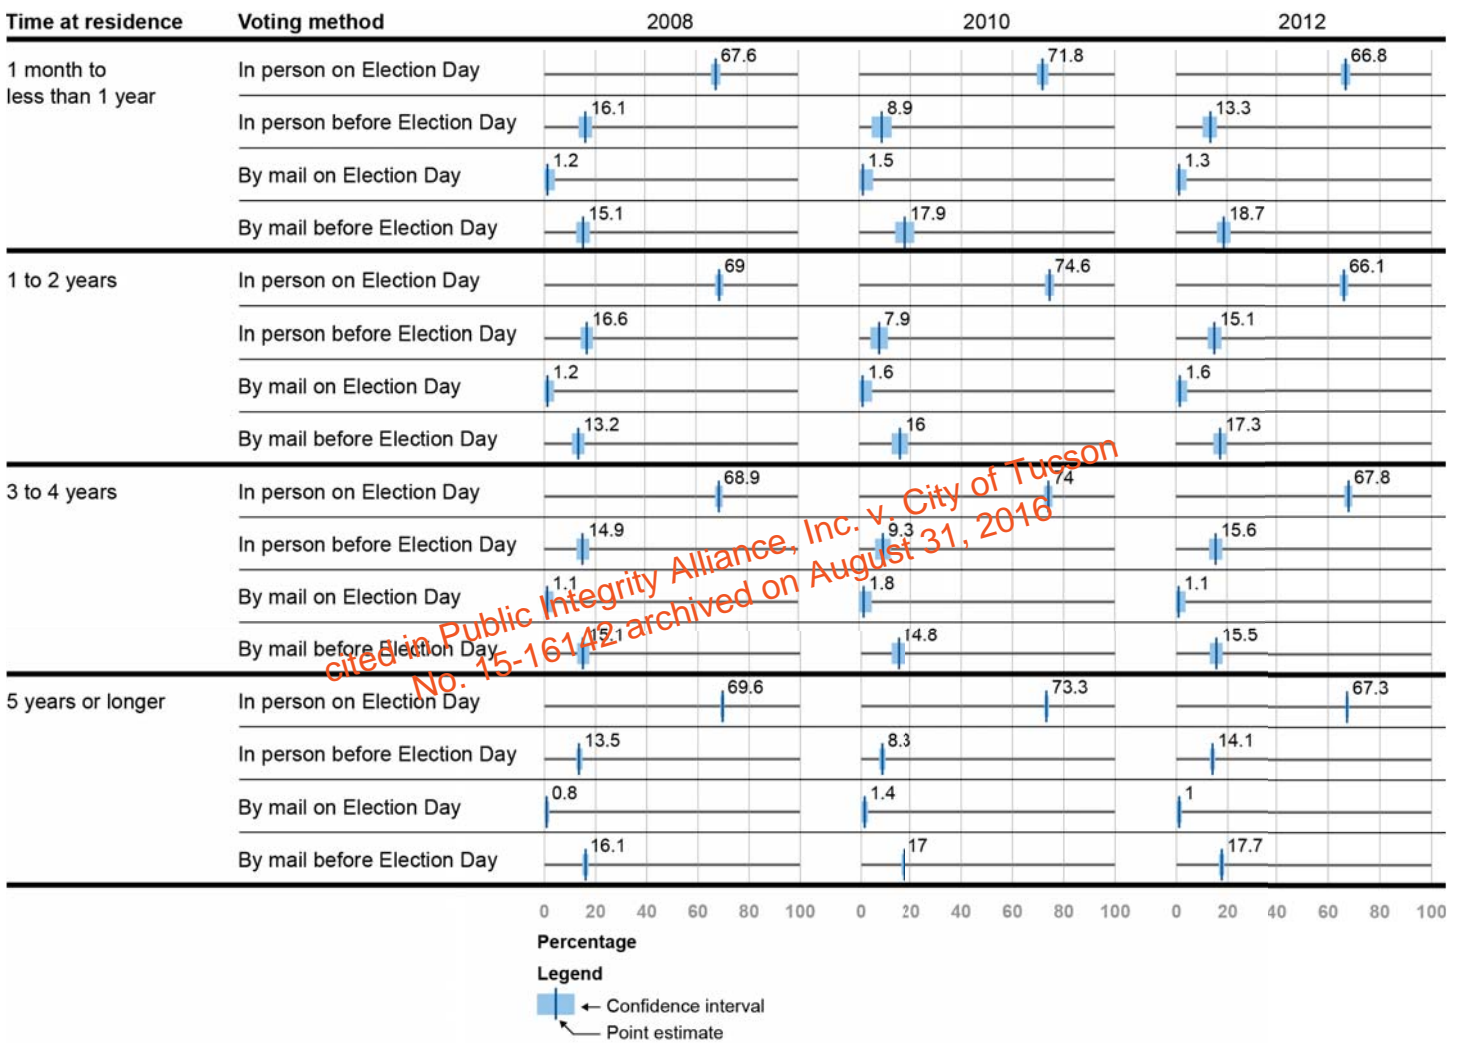 Time at residence Voting method 2008 2010 2012
1 month to
less than 1 year
In person on Election Day 67.6 71.8 66.8
In person before Election Day 16.1 8.9 13.3
By mail on Election Day 1.2 1.5 1.3
By mail before Election Day 15.1 17.9 18.7
1 to 2 years In person on Election Day 69 74.6 66.1
In person before Election Day 16.6 7.9 15.1
By mail on Election Day 1.2 1.6 1.6
By mail before Election Day 13.2 16 17.3
3 to 4 years In person on Election Day 68.9 74 67.8
In person before Election Day 14.9 9.3 15.6
By mail on Election Day 1.1 1.8 1.1
By mail before Election Day 15.1 14.8 15.5
cited in Public Integrity Alliance, Inc. v. City of Tucson
No. 15-16142 archived on August 31, 2016
5 years or longer In person on Election Day 69.6 73.3 67.3
In person before Election Day 13.5 8.3 14.1
By mail on Election Day 0.8 1.4 1
By mail before Election Day 16.1 17 17.7
0 20 40 60 80 100 0 20 40 60 80 100 0 20 40 60 80 100
Percentage
Legend
Confidence interval
Point estimate